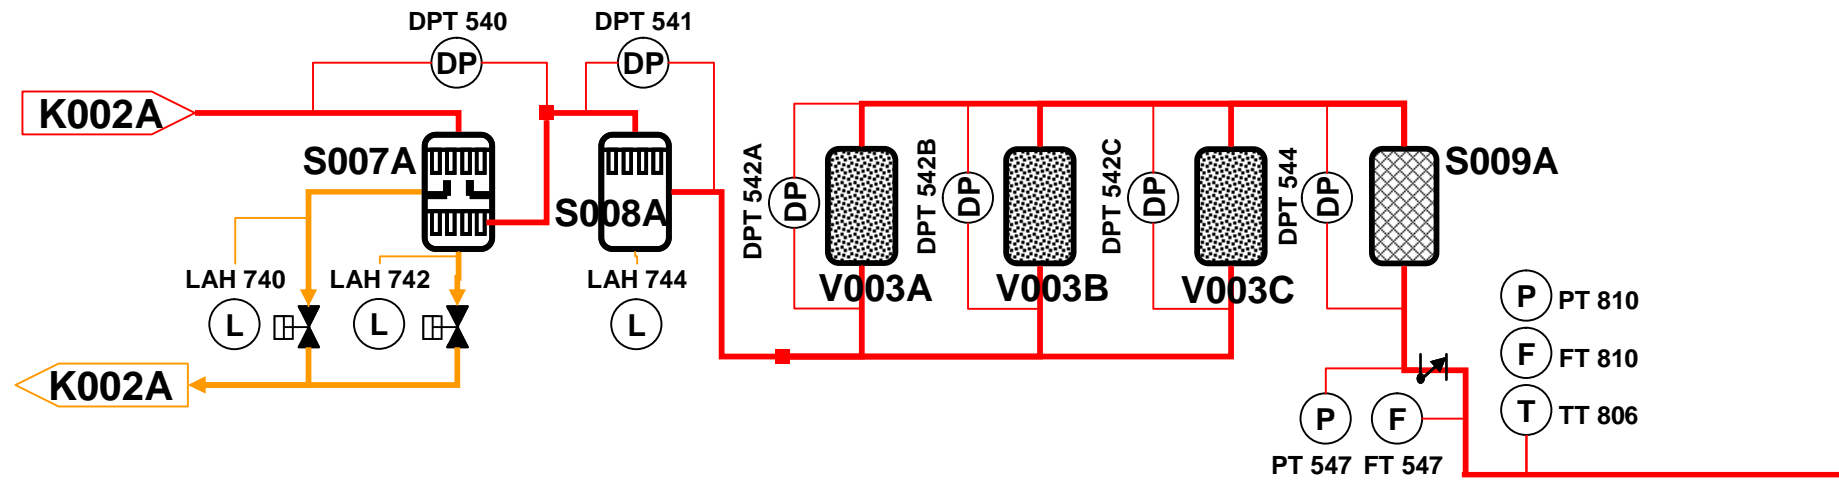 DPT 540
DPT 541
DP
DP
K002A
S007A
S008A
DPT 542A
DP
DPT 542B
DP
DPT 542C
DP
DPT 544
DP
S009A
LAH 740
LAH 742
LAH 744
V003A
V003B
V003C
L
L
L
P
PT 810
F
FT 810
K002A
T
TT 806
P
F
PT 547
FT 547